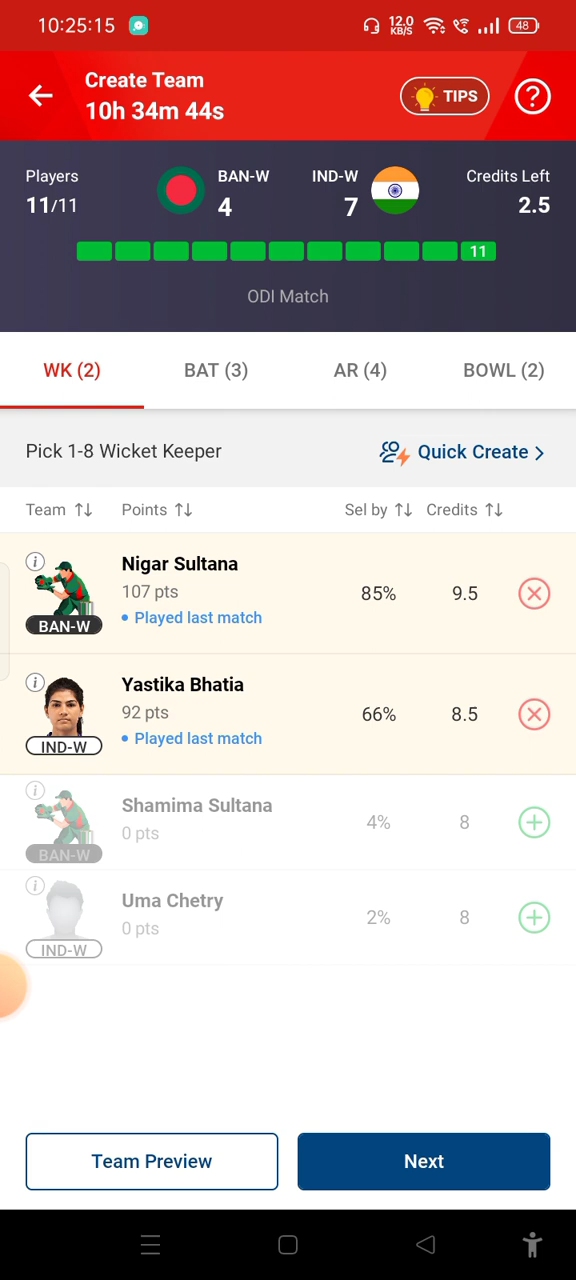 10:25:15
12.0
KB/S
48
Create Team
10h 34m 44s
TIPS
?
Players
BAN-W
IND-W
Credits Left
11/11
4
7
2.5
11
ODI Match
WK (2)
BAT (3)
AR (4)
BOWL (2)
Pick 1-8 Wicket Keeper
Quick Create
Team
Points
Sel by
Credits
i
Nigar Sultana
107 pts
85%
9.5
Played last match
BAN-W
i
Yastika Bhatia
92 pts
66%
8.5
Played last match
IND-W
i
Shamima Sultana
0 pts
4%
8
BAN-W
i
Uma Chetry
0 pts
2%
8
IND-W
Team Preview
Next